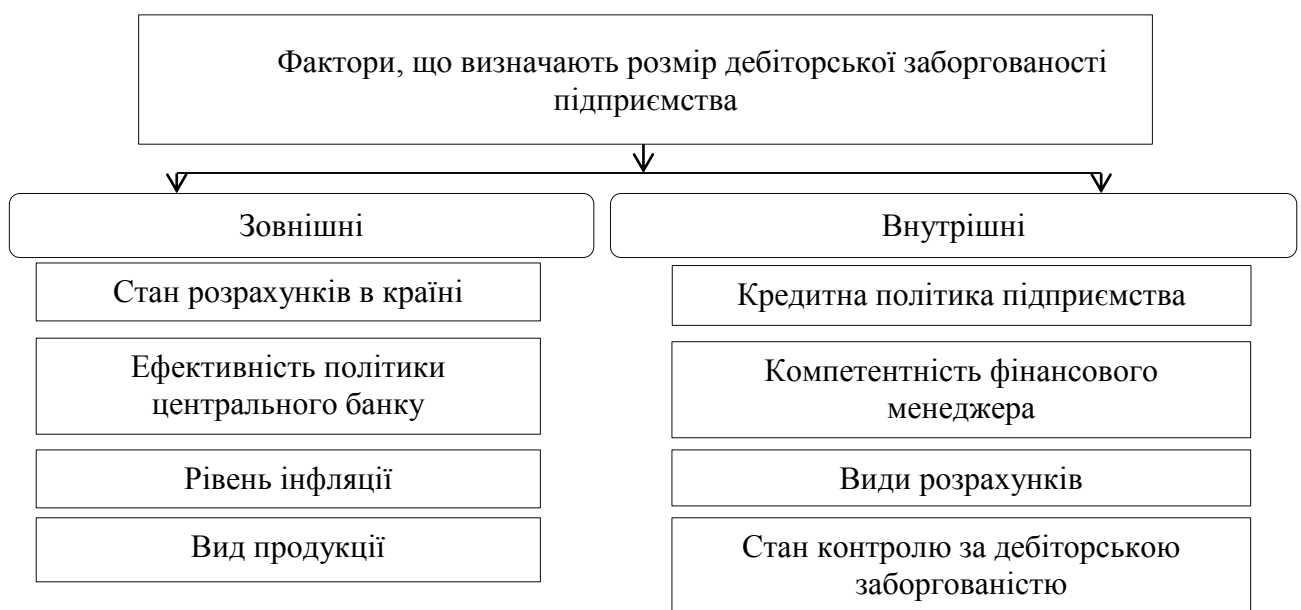 Фактори, що визначають розмір дебіторської заборгованості
підприємства
Зовнішні
Стан розрахунків в країні
Ефективність політики
центрального банку
Рівень інфляції
Вид продукції
Внутрішні
Кредитна політика підприємства
Компетентність фінансового
менеджера
Види розрахунків
Стан контролю за дебіторською
заборгованістю